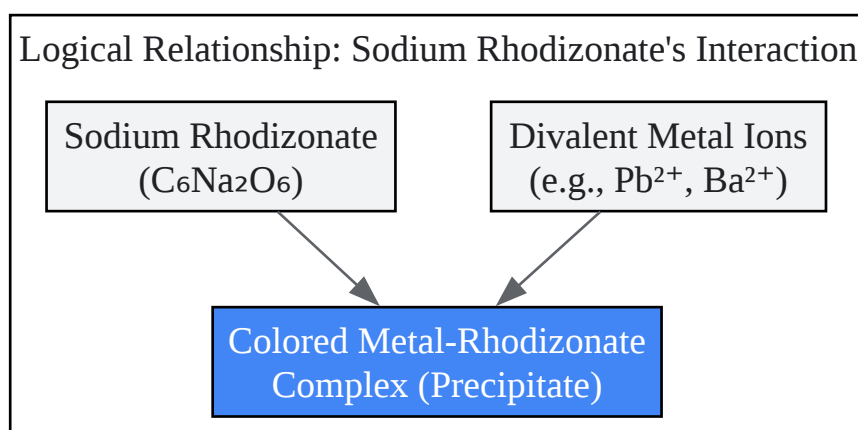 Logical Relationship: Sodium Rhodizonate's Interaction
Sodium Rhodizonate
(C₆Na₂O₆)
Divalent Metal Ions
(e.g., Pb²⁺, Ba²⁺)
Colored Metal-Rhodizonate
Complex (Precipitate)